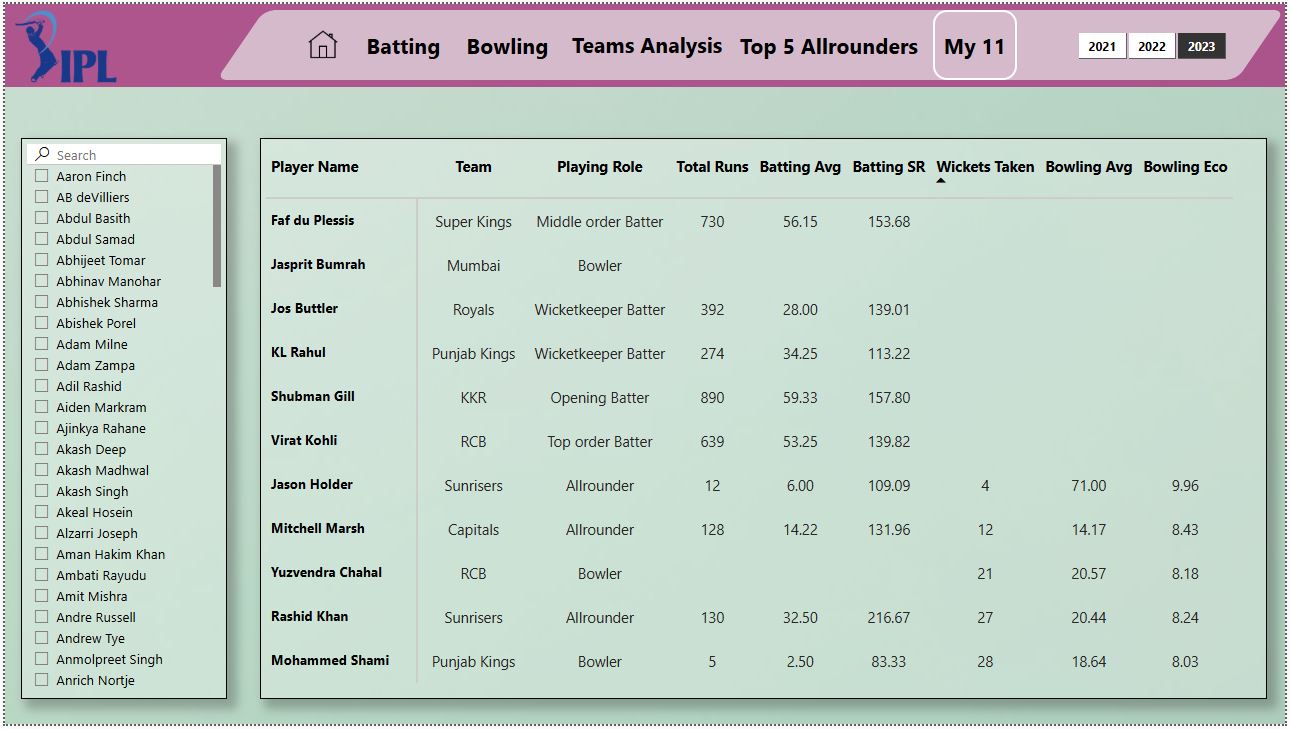 IPL
Batting Bowling Teams Analysis Top 5 Allrounders My 11 2021 2022 2023
Search
Aaron Finch
AB deVilliers
Abdul Basith
Abdul Samad
Abhijeet Tomar
Abhinav Manohar
Abhishek Sharma
Abishek Porel
Adam Milne
Adam Zampa
Adil Rashid
Aiden Markram
Ajinkya Rahane
Akash Deep
Akash Madhwal
Akash Singh
Akeal Hosein
Alzarri Joseph
Aman Hakim Khan
Ambati Rayudu
Amit Mishra
Andre Russell
Andrew Tye
Anmolpreet Singh
Anrich Nortje
Player Name Team Playing Role Total Runs Batting Avg Batting SR Wickets Taken Bowling Avg Bowling Eco
Faf du Plessis Super Kings Middle order Batter 730 56.15 153.68
Jasprit Bumrah Mumbai Bowler
Jos Buttler Royals Wicketkeeper Batter 392 28.00 139.01
KL Rahul Punjab Kings Wicketkeeper Batter 274 34.25 113.22
Shubman Gill KKR Opening Batter 890 59.33 157.80
Virat Kohli RCB Top order Batter 639 53.25 139.82
Jason Holder Sunrisers Allrounder 12 6.00 109.09 4 71.00 9.96
Mitchell Marsh Capitals Allrounder 128 14.22 131.96 12 14.17 8.43
Yuzvendra Chahal RCB Bowler 21 20.57 8.18
Rashid Khan Sunrisers Allrounder 130 32.50 216.67 27 20.44 8.24
Mohammed Shami Punjab Kings Bowler 5 2.50 83.33 28 18.64 8.03